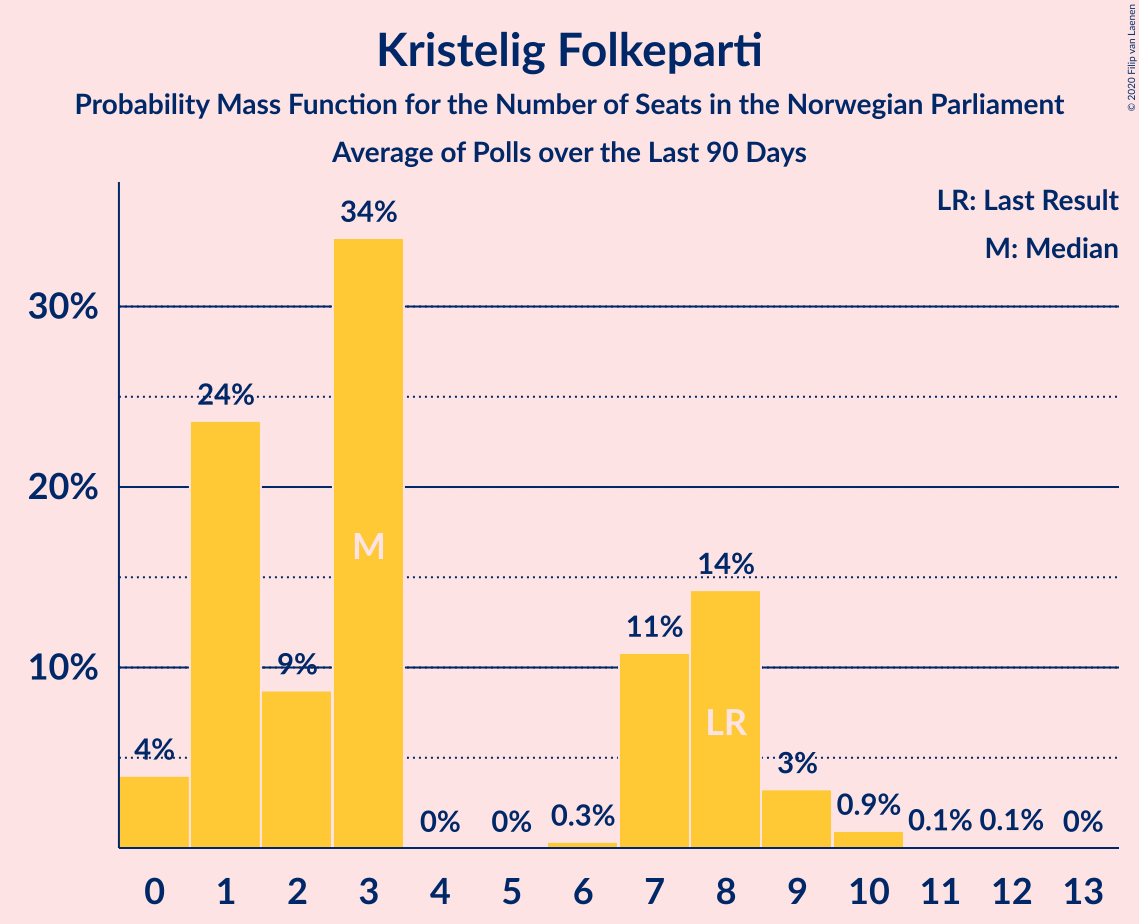 Kristelig Folkeparti
Probability Mass Function for the Number of Seats in the Norwegian Parliament
Average of Polls over the Last 90 Days
© 2020 Filip van Laenen
LR: Last Result
M: Median
30%
20%
10%
4%
24%
9%
34%
0%
0%
0.3%
11%
14%
3%
0.9%
0.1%
0.1%
0%
M
LR
0 1 2 3 4 5 6 7 8 9 10 11 12 13